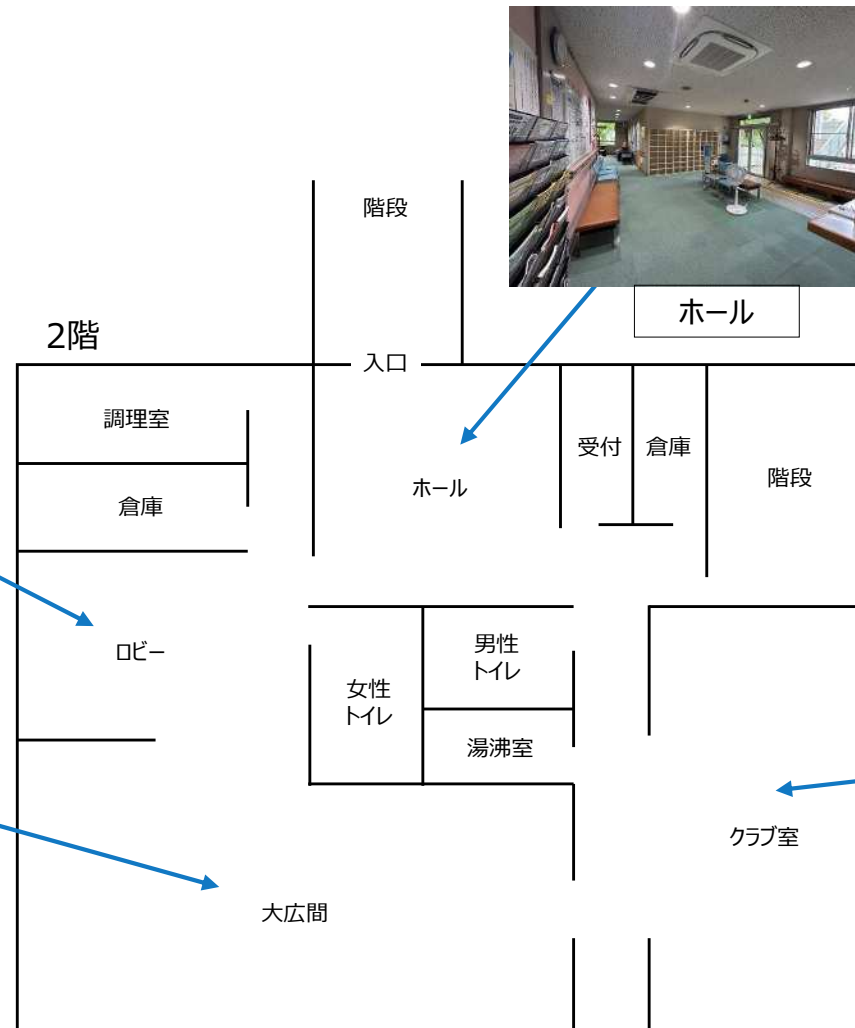 階段
ホール
2階
入口
調理室
受付
倉庫
階段
ホール
倉庫
ロビー
男性
トイレ
女性
トイレ
湯沸室
クラブ室
大広間